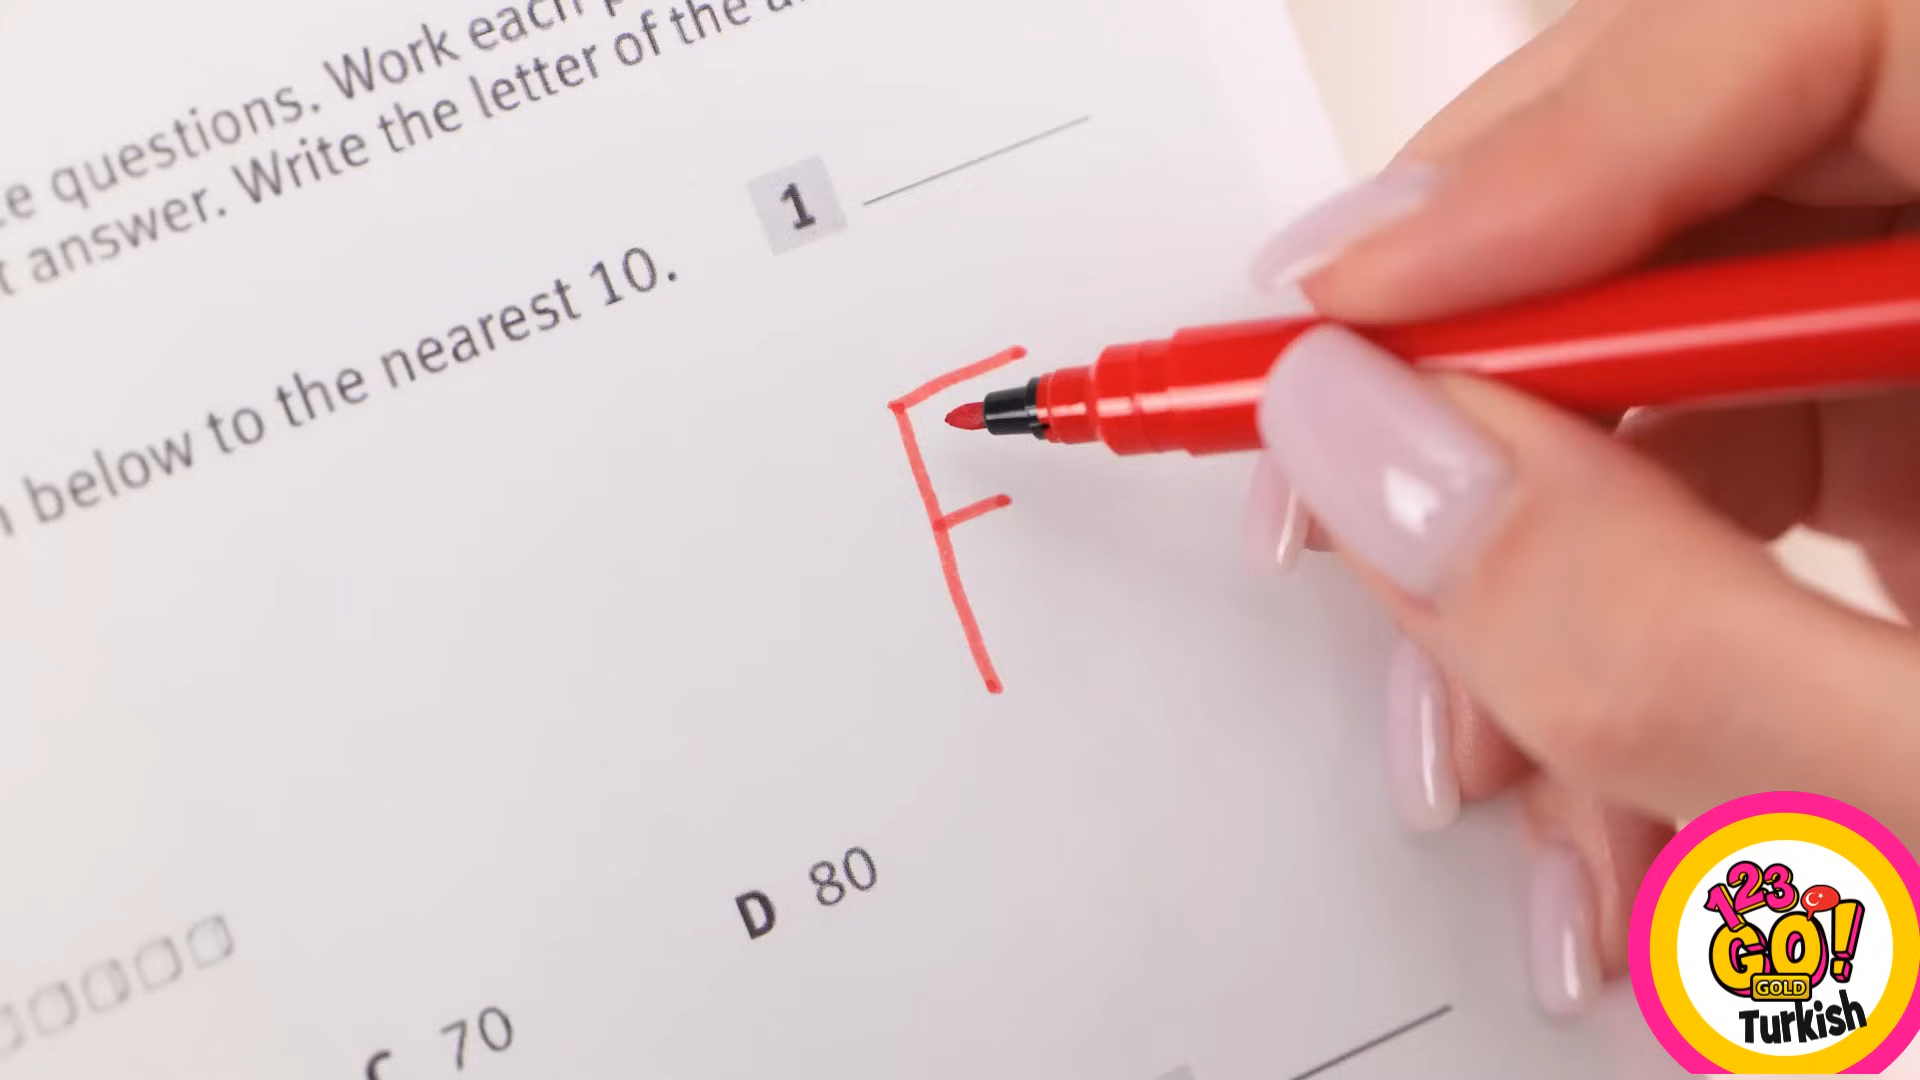 questions. Work each
answer. Write the letter of the
1
below to the nearest 10.
F
D 80
C 70
123
GO!
GOLD
Turkish